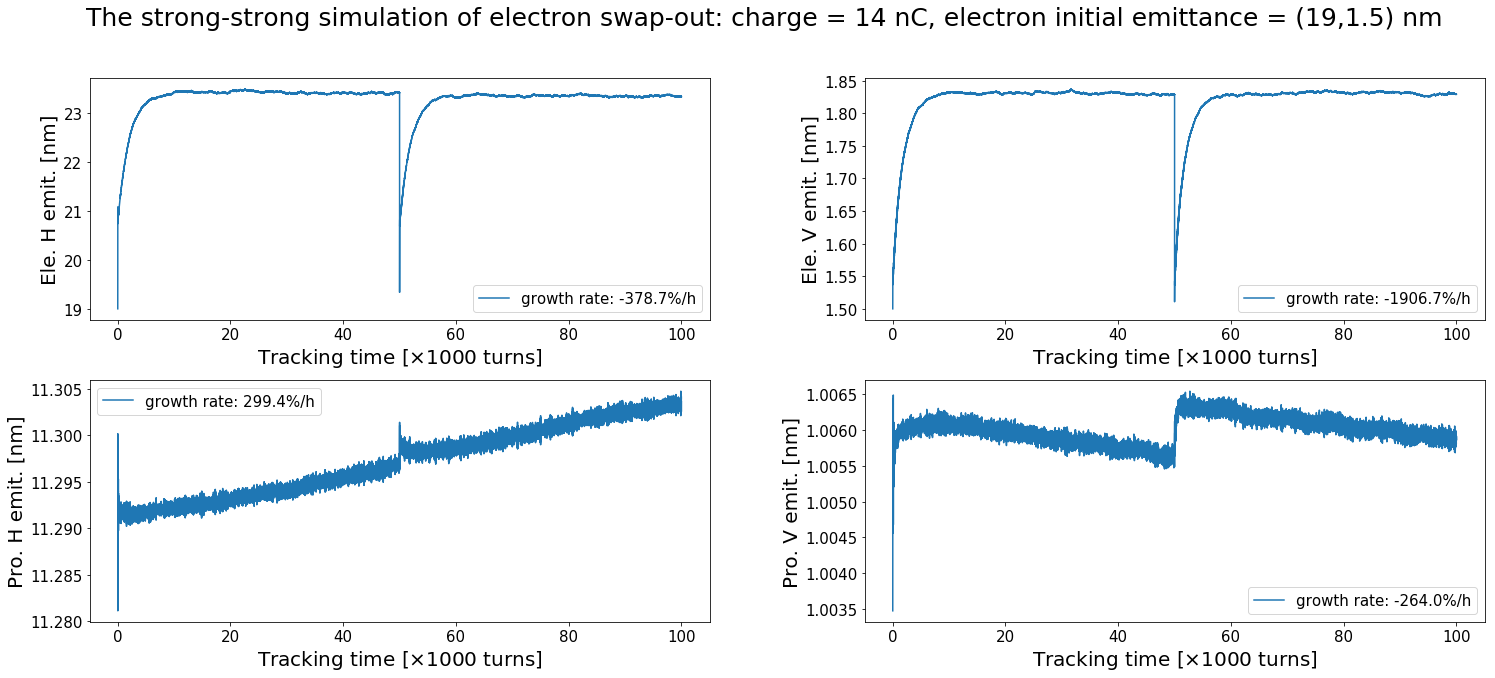 The strong-strong simulation of electron swap-out: charge = 14 nC, electron initial emittance = (19,1.5) nm
Ele. H emit. [nm]
23
22
21
20
19
growth rate: -378.7%/h
0 20 40 60 80 100
Tracking time [×1000 turns]
Ele. V emit. [nm]
1.85
1.80
1.75
1.70
1.65
1.60
1.55
1.50
growth rate: -1906.7%/h
0 20 40 60 80 100
Tracking time [×1000 turns]
Pro. H emit. [nm]
11.305
11.300
11.295
11.290
11.285
11.280
growth rate: 299.4%/h
0 20 40 60 80 100
Tracking time [×1000 turns]
Pro. V emit. [nm]
1.0065
1.0060
1.0055
1.0050
1.0045
1.0040
1.0035
growth rate: -264.0%/h
0 20 40 60 80 100
Tracking time [×1000 turns]